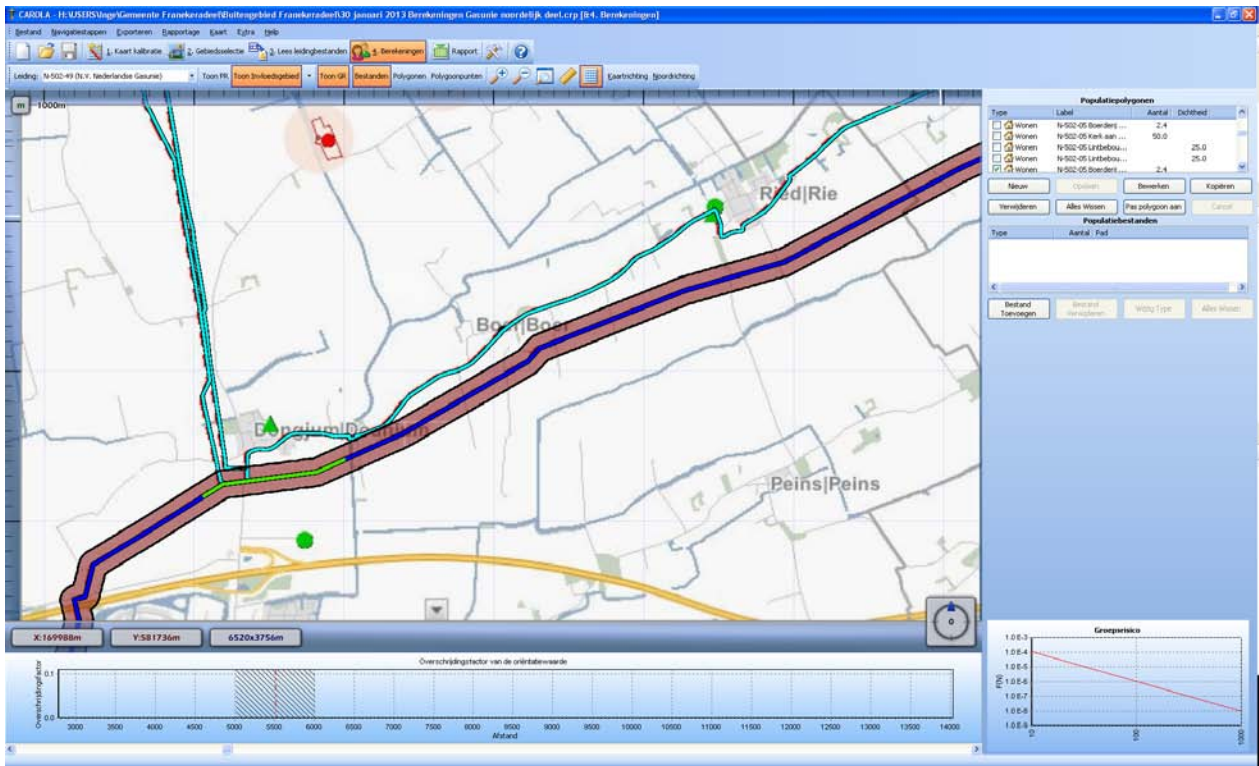 CAROLA - H:\USERS\Inge\Gemeente Franekeradeel\Buitengebied Franekeradeel\30 januari 2013 Berekeningen Gasunie noordelijk deel.crp [&4. Berekeningen]
Bestand Navigabestappen Exporteren Rapportage Kaart Extra Help
1. Kaart kalibratie 2. Gebiedsselectie 3. Lees leidingbestanden 4. Berekeningen Rapport
Leiding: N-502-49 (N.V. Nederlandse Gasunie) Toon PR Toon Invloedsgebied Toon GR Bestanden Polygonen Polygoonpunten Kaartrichting Noordrichting
m 1000m
Ried|Rie
Boer|Boer
Dongjum|Doanjum
Peins|Peins
0
X:169988m Y:581736m 6520x3756m
Populatiepolygonen
Type Label Aantal Dichtheid
Wonen N-502-05 Boerderij ... 2.4
Wonen N-502-05 Kerk aan ... 50.0
Wonen N-502-05 Lintbebou... 25.0
Wonen N-502-05 Lintbebou... 25.0
Wonen N-502-05 Boerderij ... 2.4
Nieuw Opslaan Bewerken Kopiëren
Verwijderen Alles Wissen Pas polygoon aan Cancel
Populatiebestanden
Type Aantal Pad
Bestand Toevoegen Bestand Verwijderen Wijzig Type Alles Wissen
Overschrijdingsfactor van de oriëntatiewaarde
Overschrijdingsfactor
0.1
0.0
3000 3500 4000 4500 5000 5500 6000 6500 7000 7500 8000 8500 9000 9500 10000 10500 11000 11500 12000 12500 13000 13500 14000
Afstand
Groepsrisico
F(N)
1.0E-3
1.0E-4
1.0E-5
1.0E-6
1.0E-7
1.0E-8
1.0E-9
10 100 1000